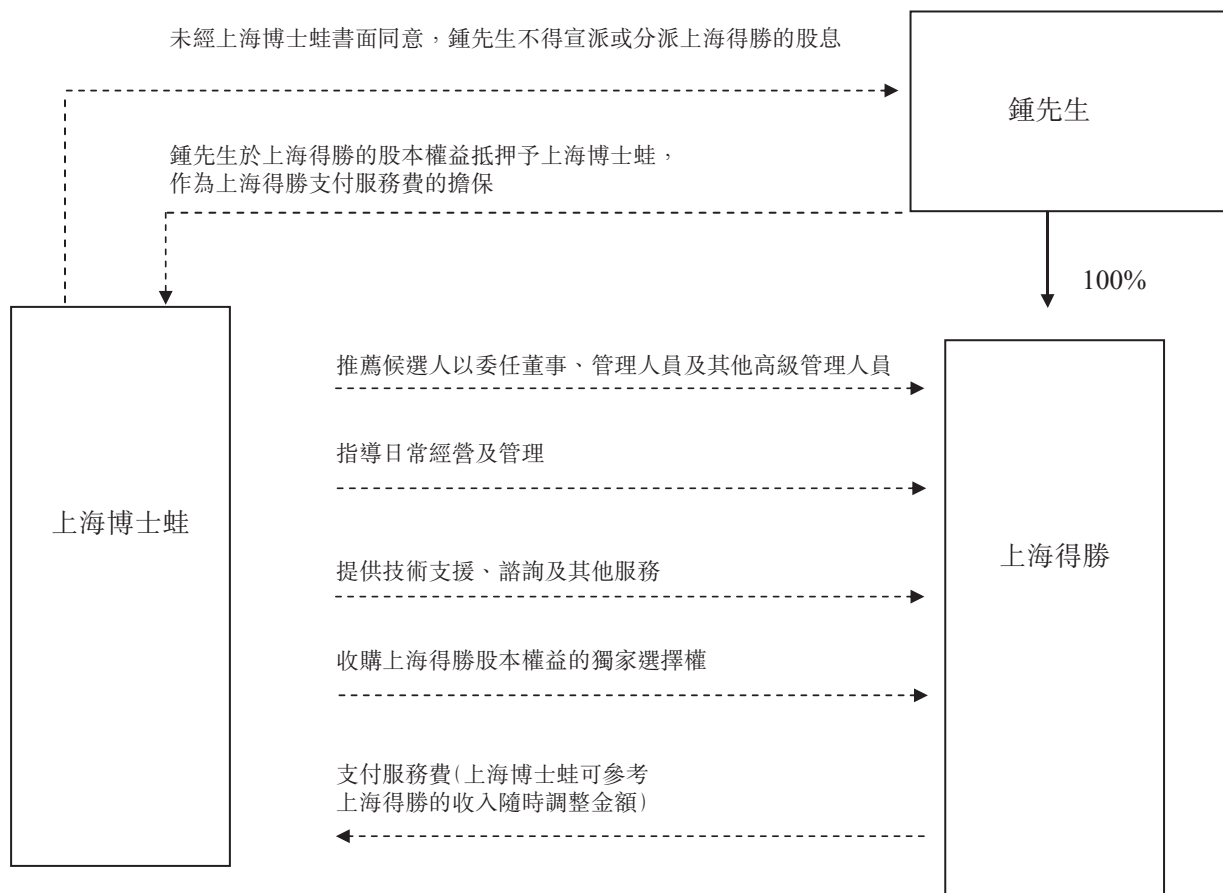 未經上海博士蛙書面同意，鍾先生不得宣派或分派上海得勝的股息
鍾先生
鍾先生於上海得勝的股本權益抵押予上海博士蛙，
作為上海得勝支付服務費的擔保
100%
推薦候選人以委任董事、管理人員及其他高級管理人員
指導日常經營及管理
上海博士蛙
上海得勝
提供技術支援、諮詢及其他服務
收購上海得勝股本權益的獨家選擇權
支付服務費(上海博士蛙可參考
上海得勝的收入隨時調整金額)